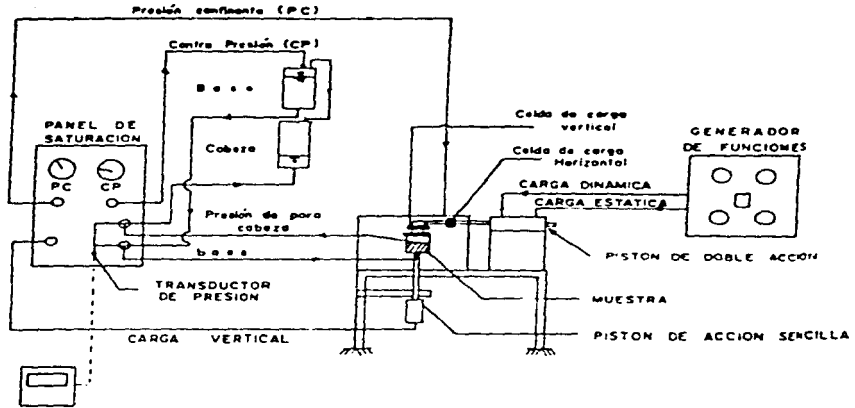 Presión confinante (PC)
Contra Presión (CP)
Base
Cabeza
PANEL DE
SATURACION
PC
CP
Celda de carga
vertical
Celda de carga
Horizontal
GENERADOR
DE FUNCIONES
CARGA DINAMICA
CARGA ESTATICA
Presión de poro
cabeza
base
PISTON DE DOBLE ACCION
TRANSDUCTOR
DE PRESION
MUESTRA
CARGA VERTICAL
PISTON DE ACCION SENCILLA